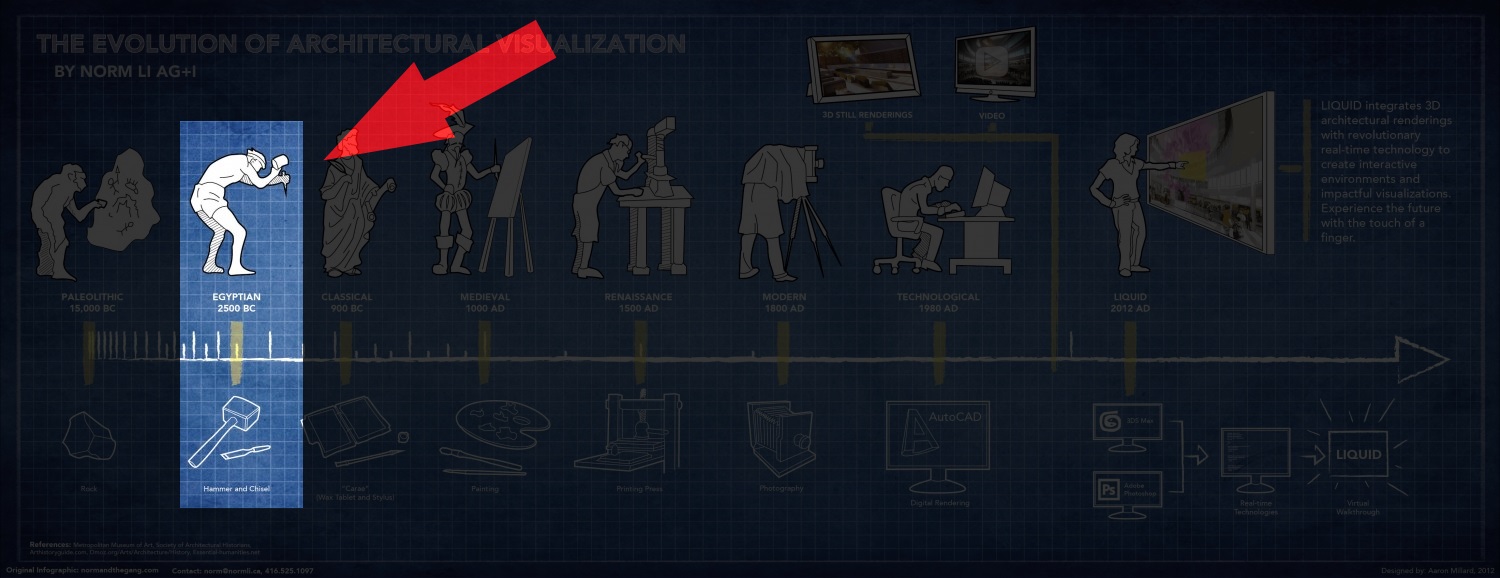 THE EVOLUTION OF ARCHITECTURAL VISUALIZATION
BY NORM LI AG+I
3D STILL RENDERINGS
VIDEO
LIQUID integrates 3D
architectural renderings
with revolutionary
real-time technology to
create interactive
environments and
impactful visualizations.
Experience the future
with the touch of a
finger.
PALEOLITHIC
15,000 BC
EGYPTIAN
2500 BC
CLASSICAL
900 BC
MEDIEVAL
1000 AD
RENAISSANCE
1500 AD
MODERN
1800 AD
TECHNOLOGICAL
1980 AD
LIQUID
2012 AD
Rock
Hammer and Chisel
"Carae"
(Wax Tablet and Stylus)
Painting
Printing Press
Photography
AutoCAD
Digital Rendering
3DS Max
Ps Adobe
Photoshop
Real-time
Technologies
LIQUID
Virtual
Walkthrough
References: Metropolitan Museum of Art, Society of Architectural Historians,
Original Infographic: normandthegang.com Contact: norm@normli.ca, 416.525.1097
Designed by: Aaron Millard, 2012